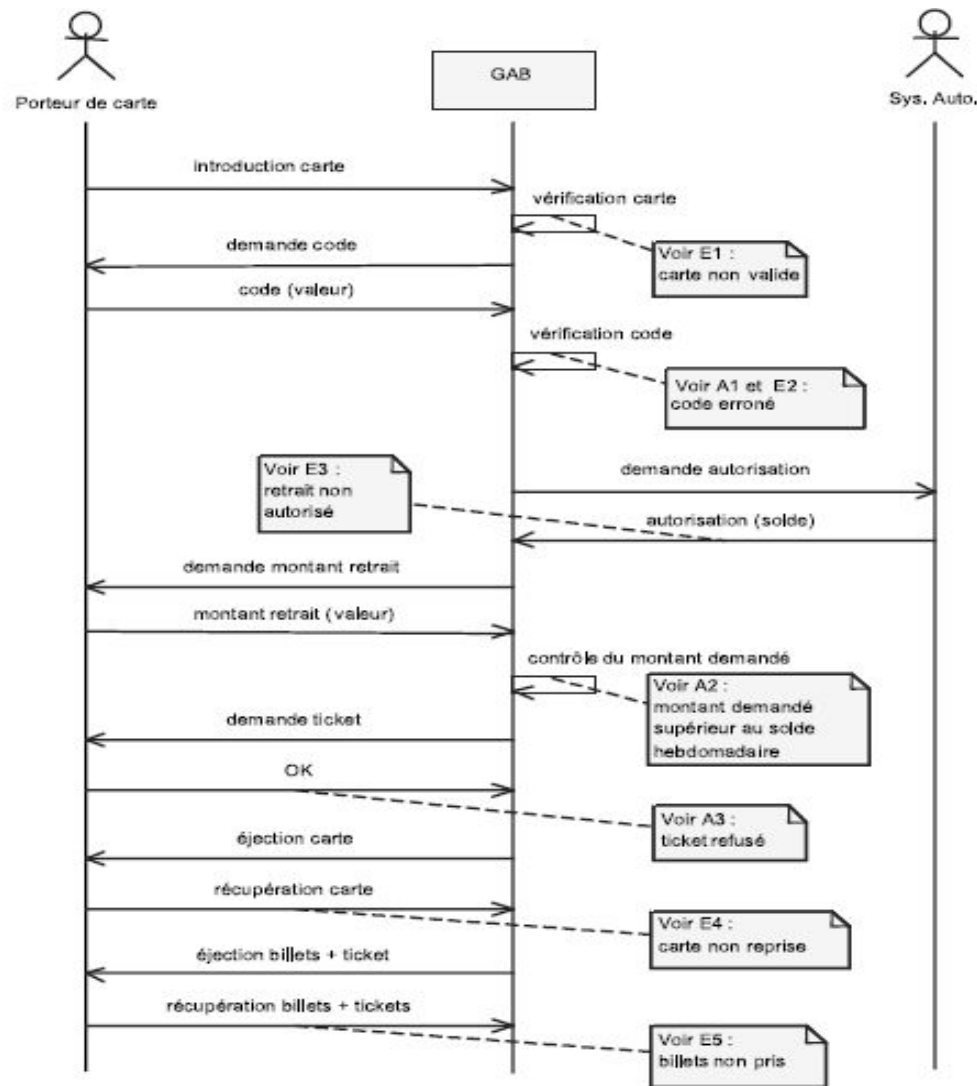 Porteur de carte
GAB
Sys. Auto.
introduction carte
vérification carte
Voir E1 :
carte non valide
demande code
code (valeur)
vérification code
Voir A1 et E2 :
code erroné
Voir E3 :
retrait non
autorisé
demande autorisation
autorisation (solde)
demande montant retrait
montant retrait (valeur)
contrôle du montant demandé
Voir A2 :
montant demandé
supérieur au solde
hebdomadaire
demande ticket
OK
Voir A3 :
ticket refusé
éjection carte
récupération carte
Voir E4 :
carte non reprise
éjection billets + ticket
récupération billets + tickets
Voir E5 :
billets non pris